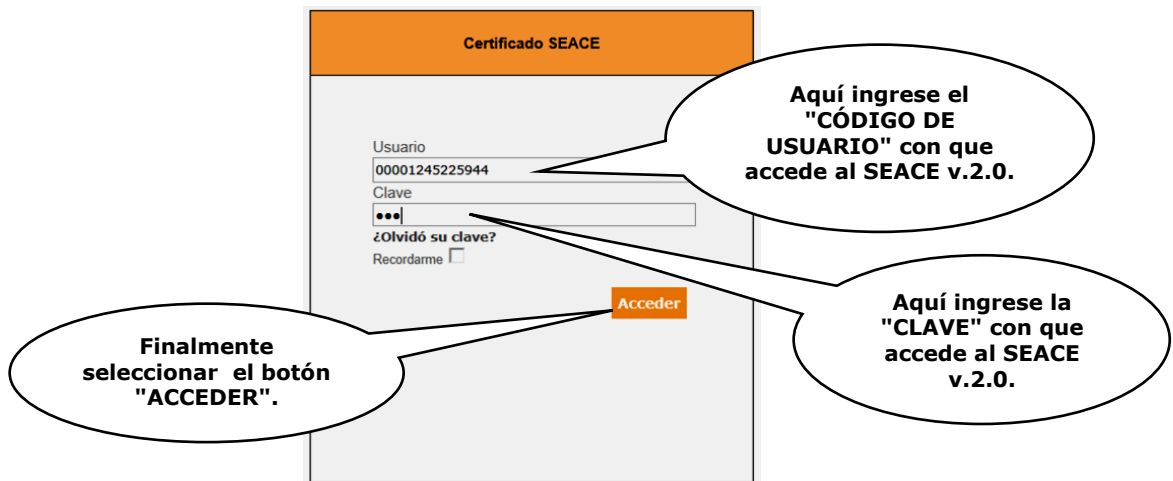 Certificado SEACE
Aquí ingrese el
"CÓDIGO DE
USUARIO" con que
accede al SEACE v.2.0.
Usuario
00001245225944
Clave
●●●
¿Olvidó su clave?
Recordarme
Acceder
Aquí ingrese la
"CLAVE" con que
accede al SEACE
v.2.0.
Finalmente
seleccionar el botón
"ACCEDER".